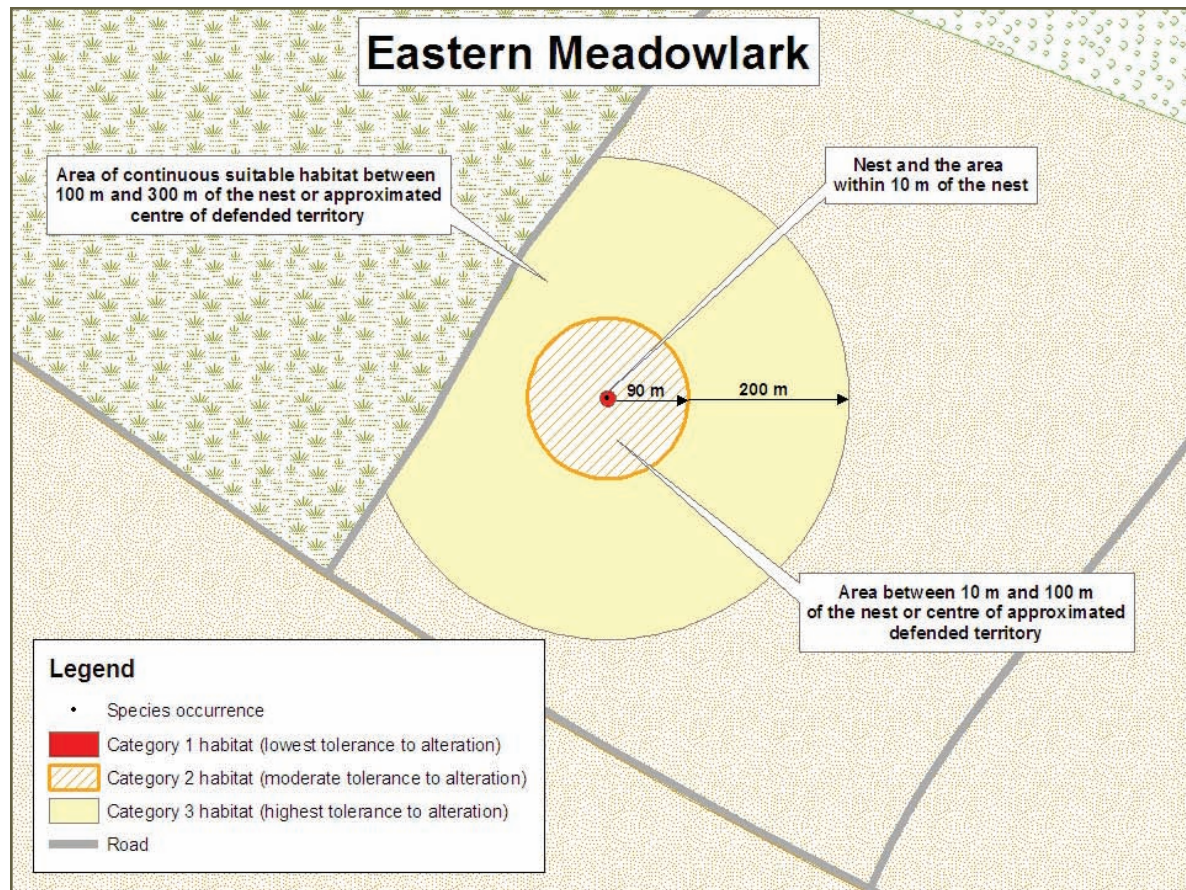 Eastern Meadowlark
Area of continuous suitable habitat between
100 m and 300 m of the nest or approximated
centre of defended territory
Nest and the area
within 10 m of the nest
90 m
200 m
Area between 10 m and 100 m
of the nest or centre of approximated
defended territory
Legend
Species occurrence
Category 1 habitat (lowest tolerance to alteration)
Category 2 habitat (moderate tolerance to alteration)
Category 3 habitat (highest tolerance to alteration)
Road